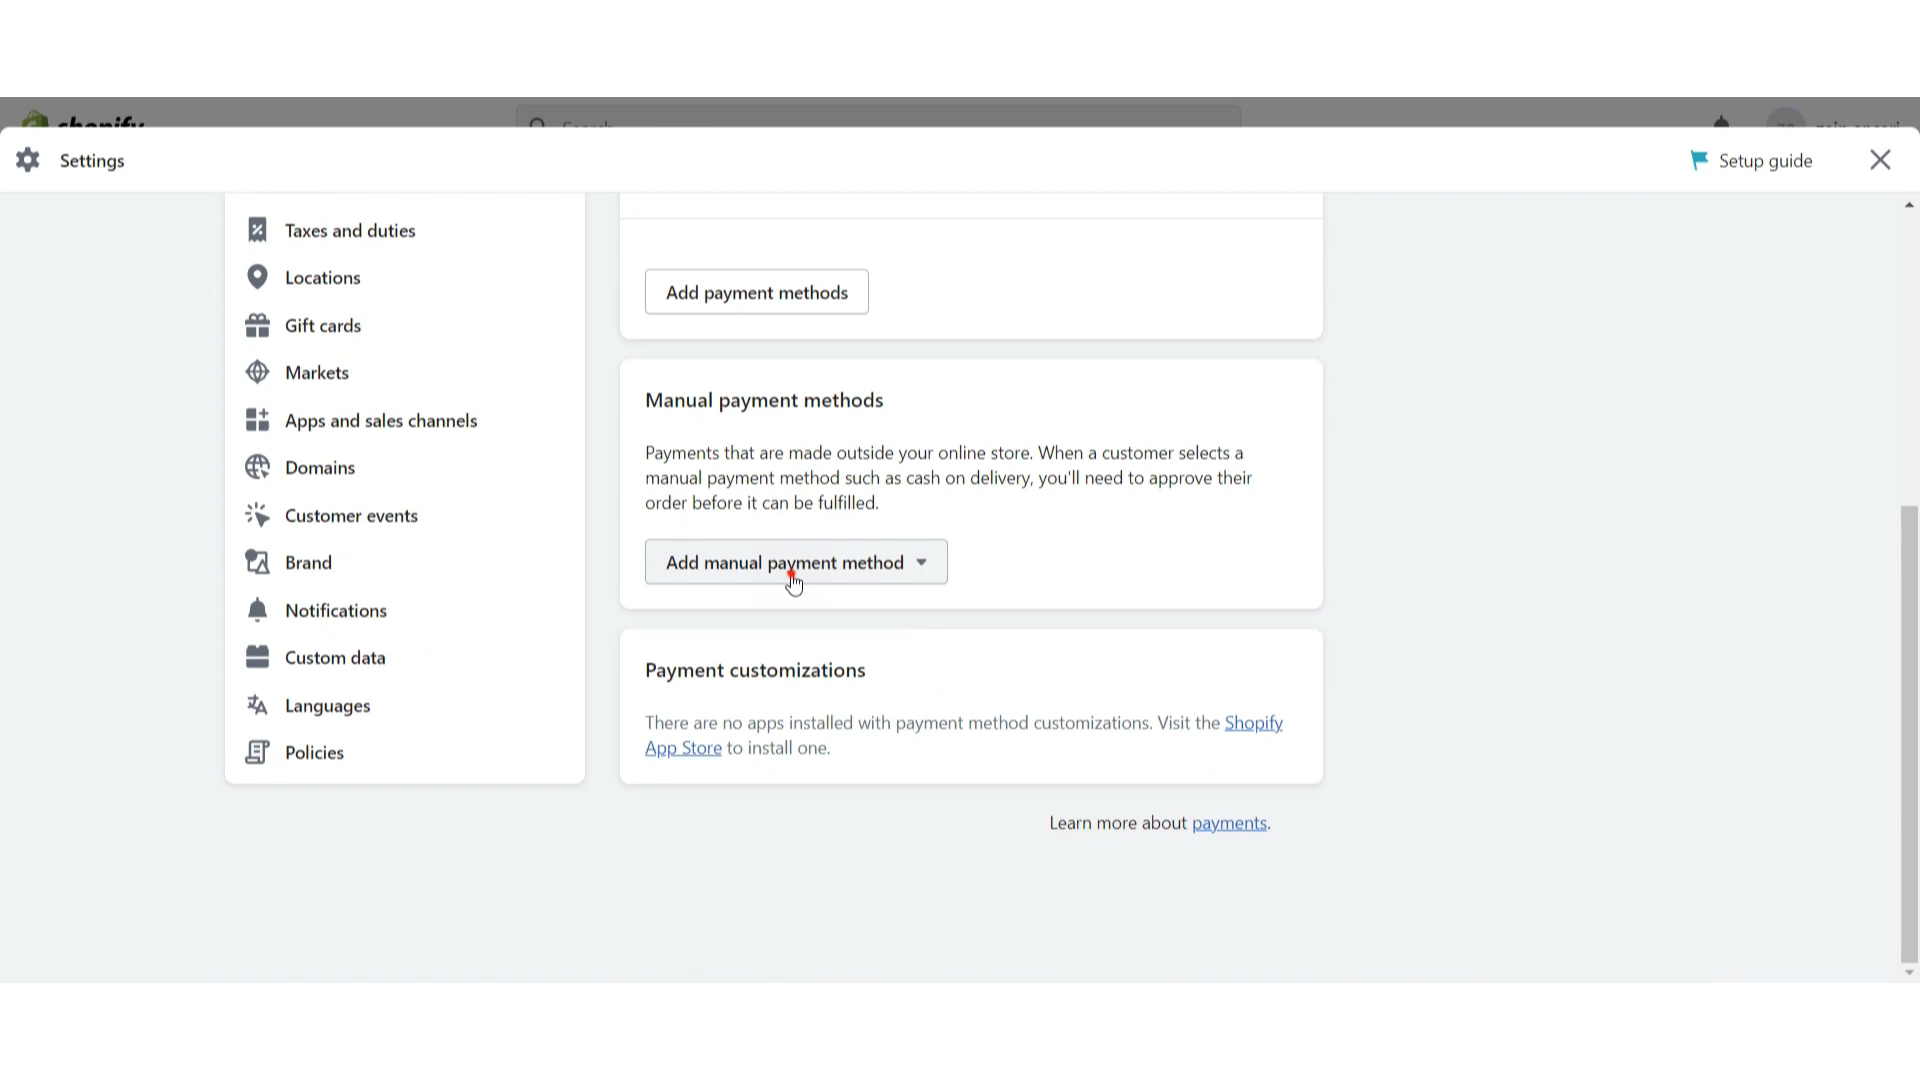 shopify
Search
Settings
Setup guide
Taxes and duties
Locations
Gift cards
Markets
Apps and sales channels
Domains
Customer events
Brand
Notifications
Custom data
Languages
Policies
Add payment methods
Manual payment methods
Payments that are made outside your online store. When a customer selects a
manual payment method such as cash on delivery, you'll need to approve their
order before it can be fulfilled.
Add manual payment method
Payment customizations
There are no apps installed with payment method customizations. Visit the Shopify
App Store to install one.
Learn more about payments.